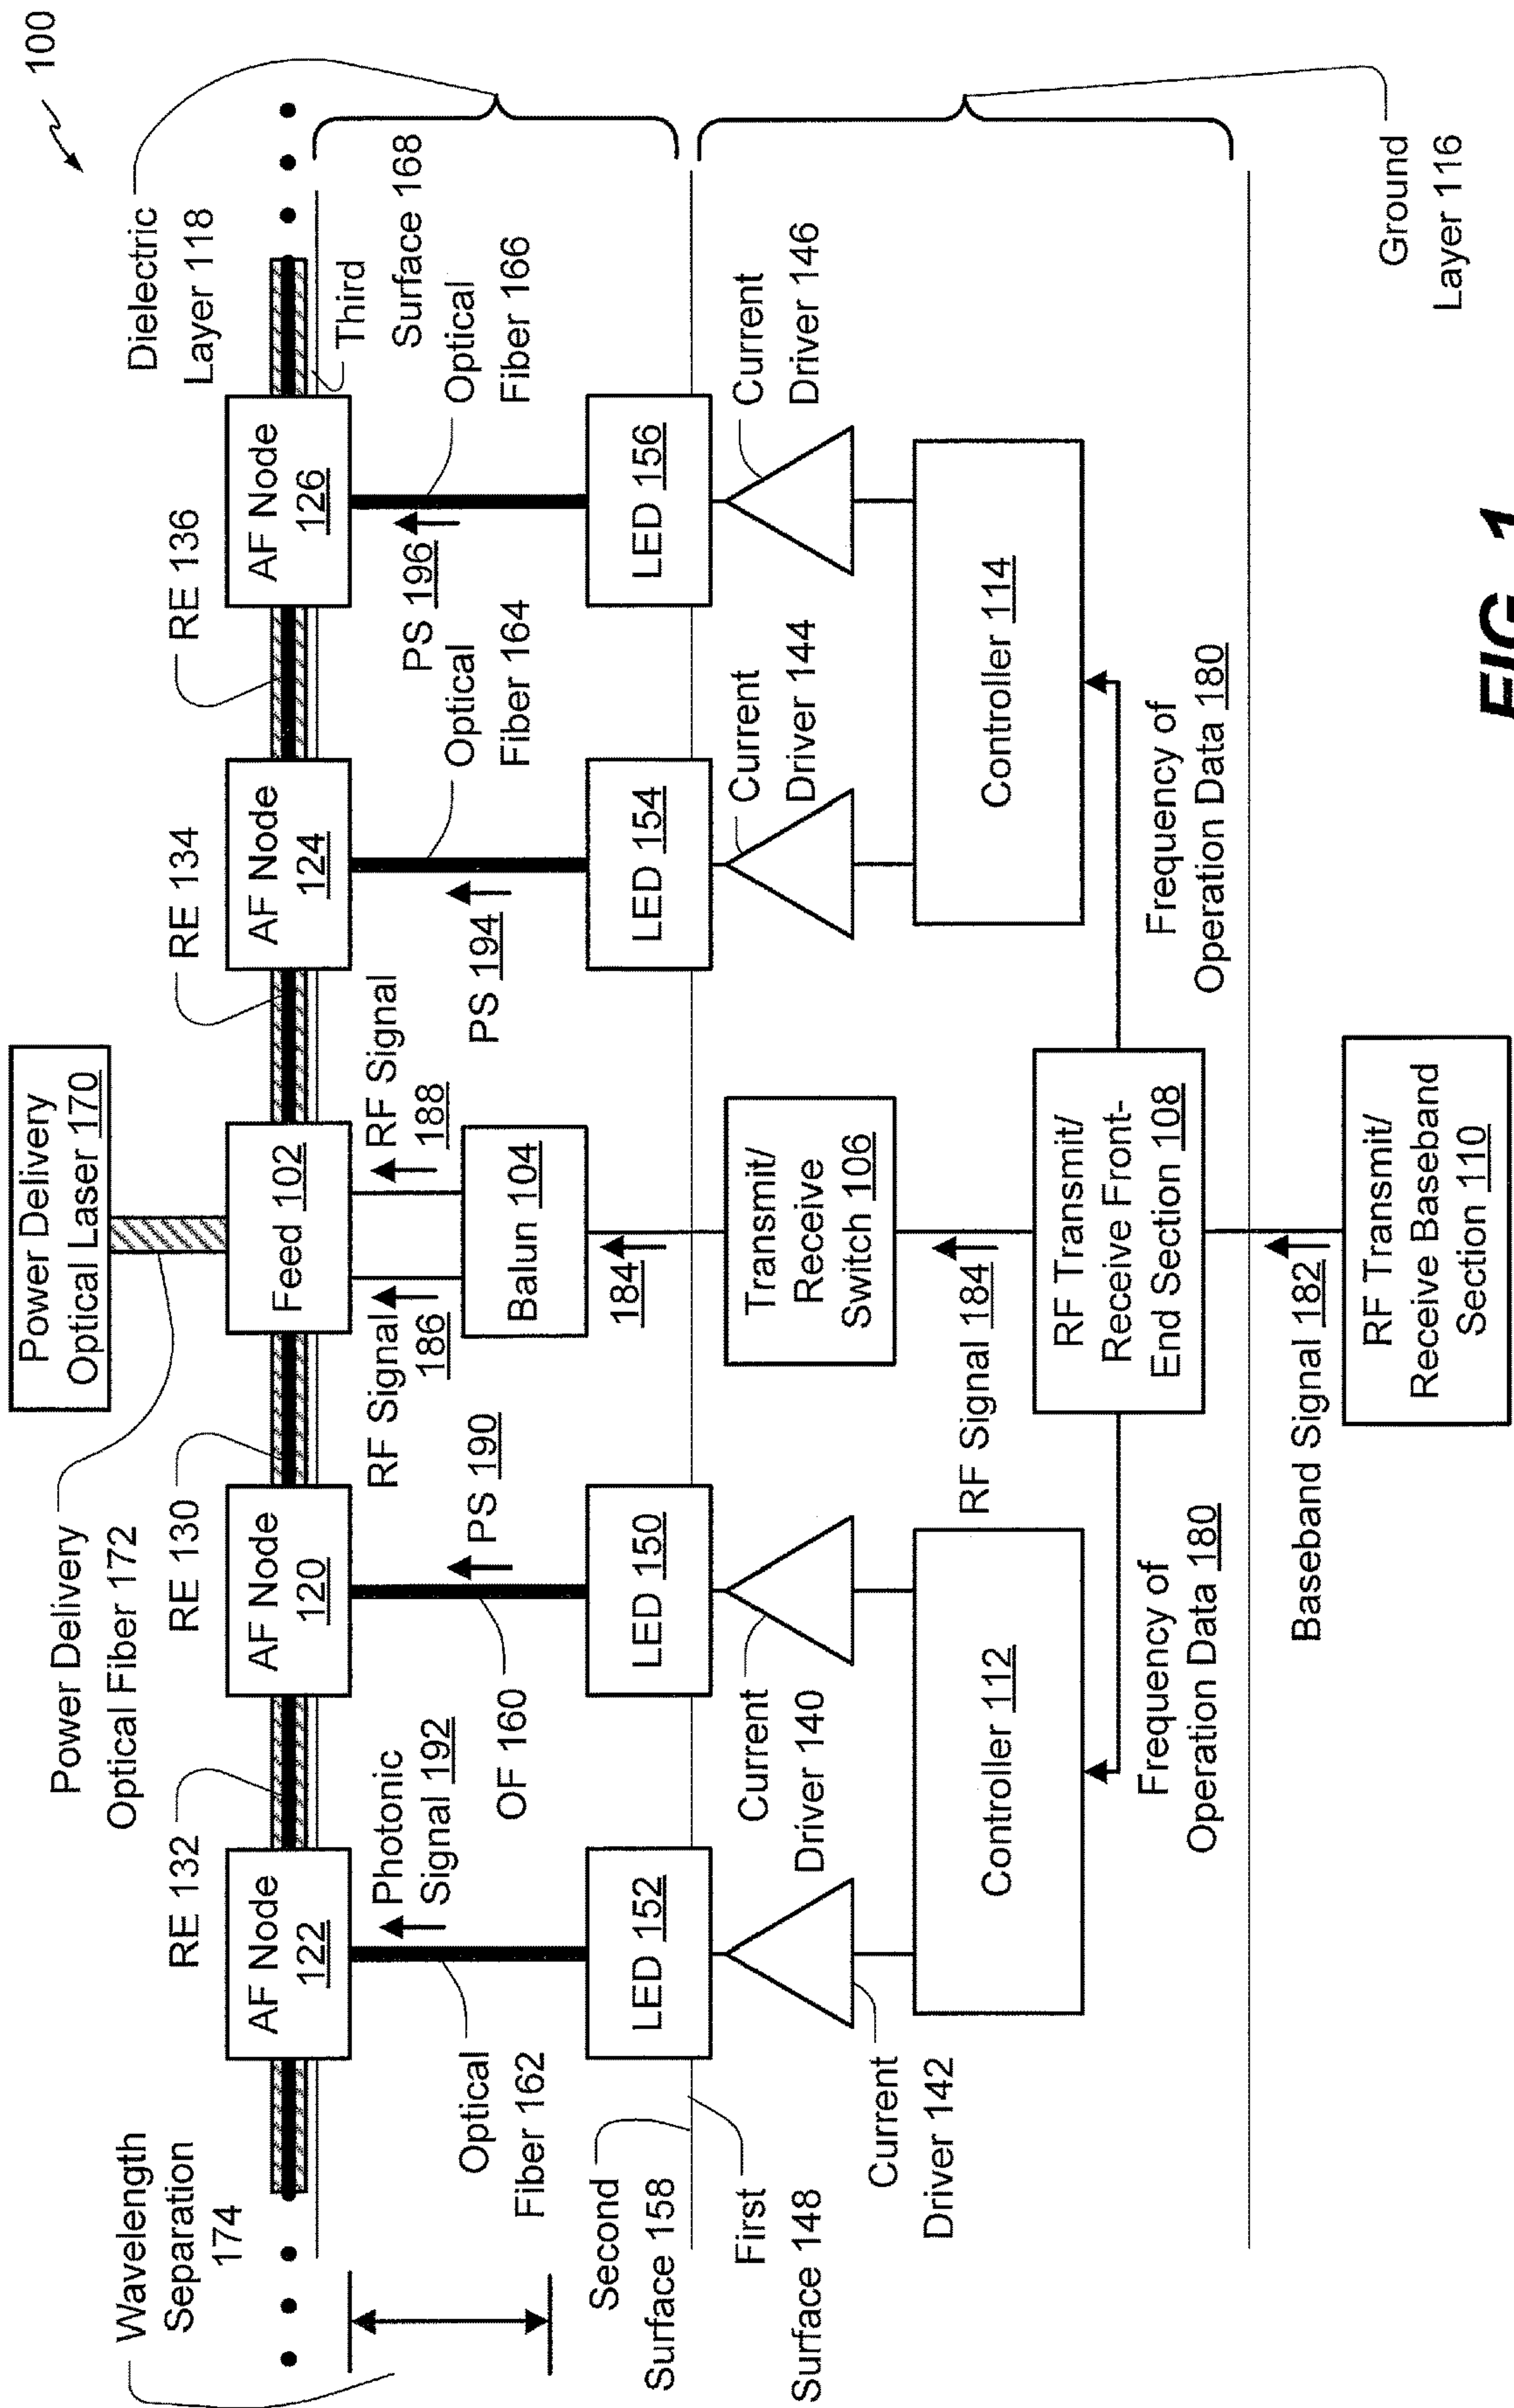 100
Power Delivery
Optical Laser 170
Power Delivery
Optical Fiber 172
Dielectric
Layer 118
Wavelength
Separation
174
RE 132
RE 130
RE 134
RE 136
AF Node
122
AF Node
120
Feed 102
AF Node
124
AF Node
126
Third
Surface 168
Photonic
Signal 192
PS 190
RF Signal
186
RF Signal
188
PS 194
PS 196
Optical
Fiber 162
OF 160
Optical
Fiber 164
Optical
Fiber 166
Balun 104
LED 152
LED 150
184
LED 154
LED 156
Second
Surface 158
First
Surface 148
Current
Driver 142
Current
Driver 140
Transmit/
Receive
Switch 106
Current
Driver 144
Current
Driver 146
Controller 112
RF Signal 184
Controller 114
RF Transmit/
Receive Front-
End Section 108
Frequency of
Operation Data 180
Frequency of
Operation Data 180
Baseband Signal 182
RF Transmit/
Receive Baseband
Section 110
Ground
Layer 116
FIG. 1